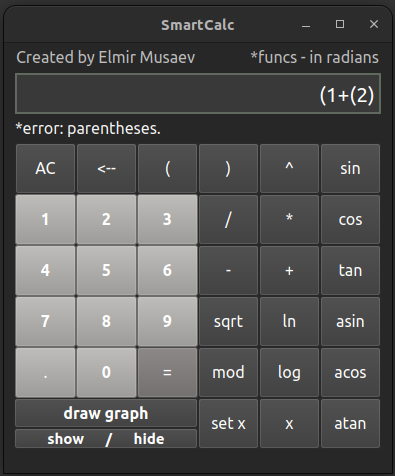 SmartCalc
Created by Elmir Musaev *funcs - in radians
(1+(2)
*error: parentheses.
AC <-- ( ) ^ sin
1 2 3 / * cos
4 5 6 - + tan
7 8 9 sqrt ln asin
. 0 = mod log acos
draw graph set x x atan
show / hide